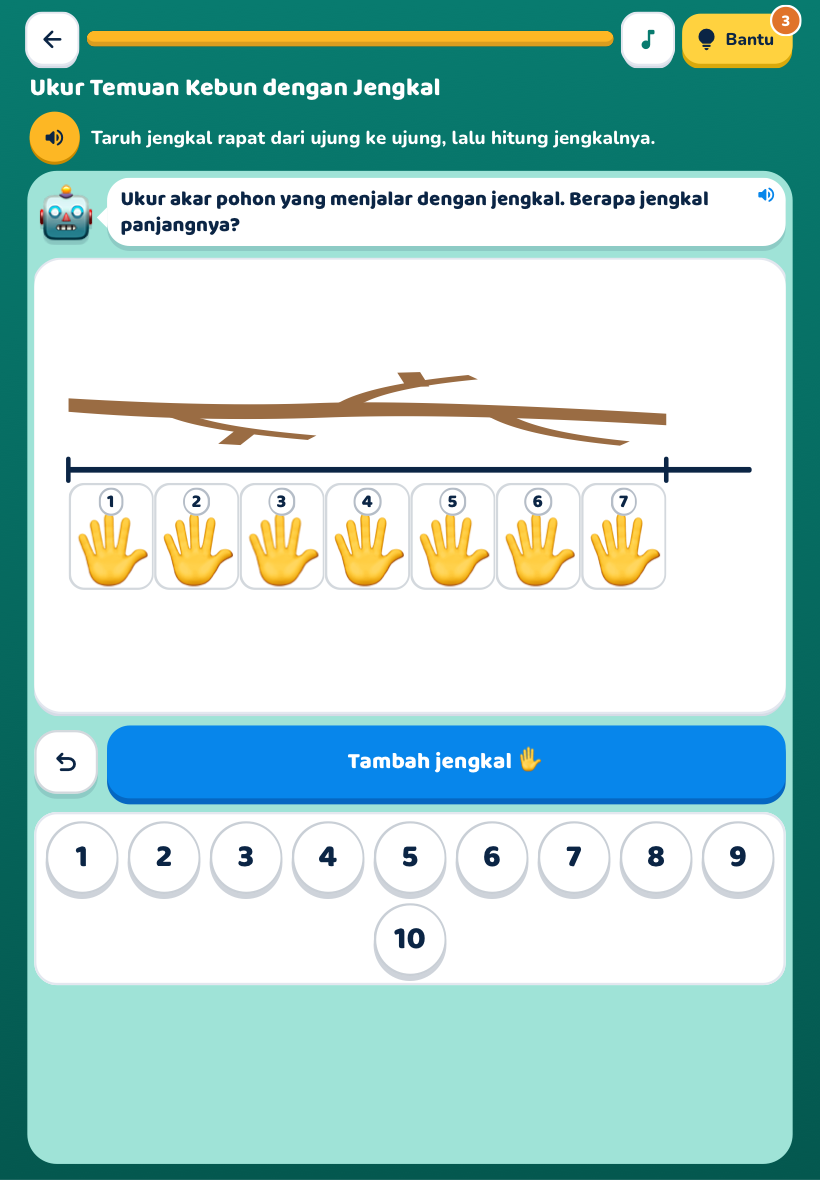 3
Bantu
Ukur Temuan Kebun dengan Jengkal
Taruh jengkal rapat dari ujung ke ujung, lalu hitung jengkalnya.
Ukur akar pohon yang menjalar dengan jengkal. Berapa jengkal
panjangnya?
1 2 3 4 5 6 7
Tambah jengkal
1 2 3 4 5 6 7 8 9
10